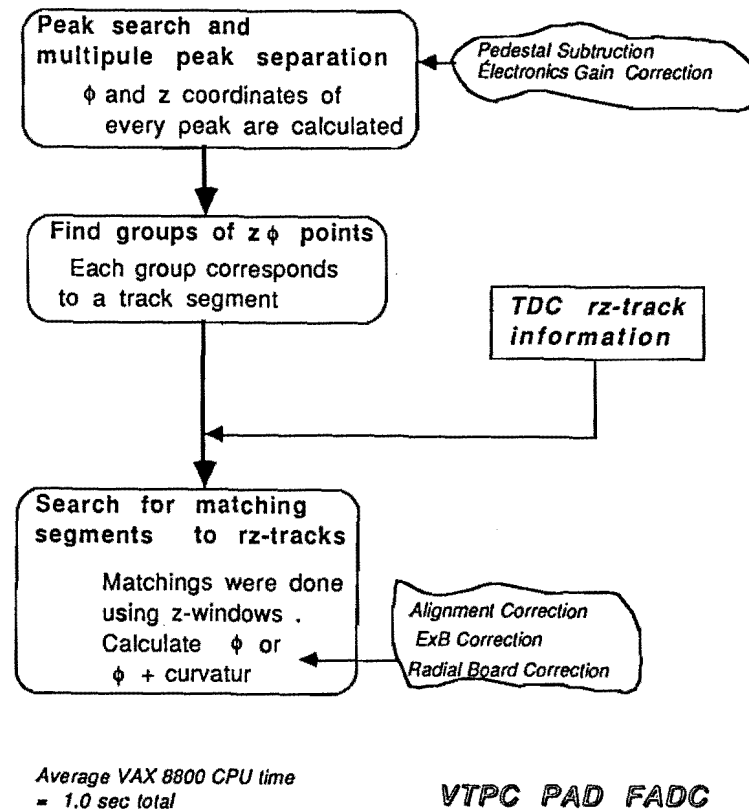 Peak search and
multipule peak separation
ϕ and z coordinates of
every peak are calculated
Pedestal Subtruction
Électronics Gain Correction
Find groups of z ϕ points
Each group corresponds
to a track segment
TDC rz-track
information
Search for matching
segments to rz-tracks
Matchings were done
using z-windows .
Calculate ϕ or
ϕ + curvatur
Alignment Correction
ExB Correction
Radial Board Correction
Average VAX 8800 CPU time
= 1.0 sec total
VTPC PAD FADC